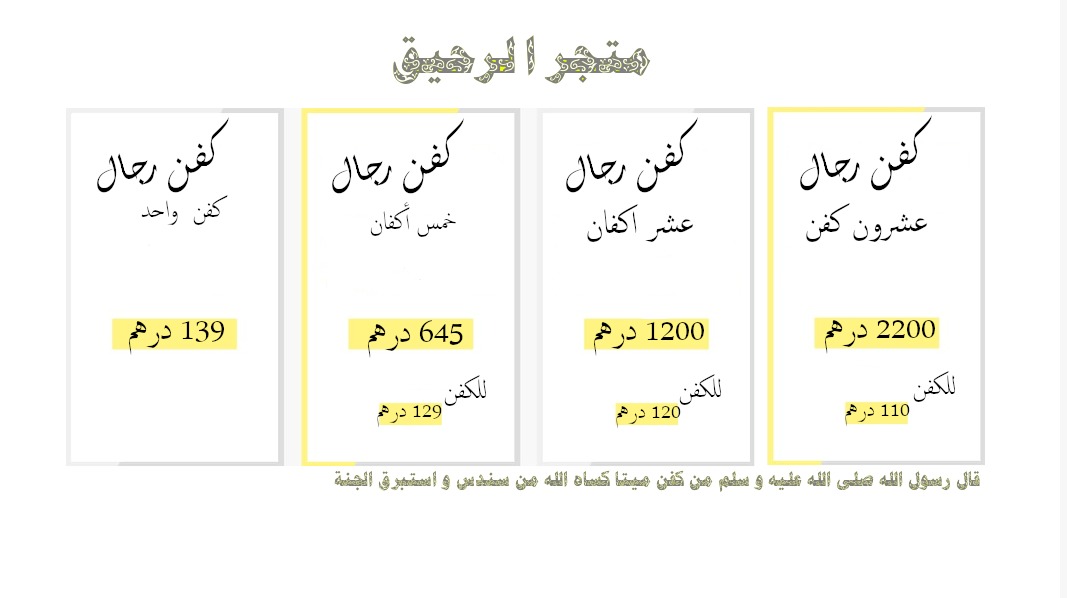 متجر الرحيق
كفن رجال
عشرون كفن
2200 درهم
للكفن
110 درهم
كفن رجال
عشر اكفان
1200 درهم
للكفن
120 درهم
كفن رجال
خمس أكفان
645 درهم
للكفن
129 درهم
كفن رجال
كفن واحد
139 درهم
قال رسول الله صلى الله عليه و سلم من كفن ميتا كساه الله من سندس و استبرق الجنة